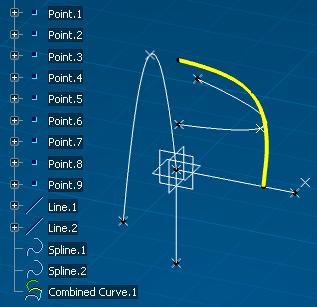 Point.1
Point.2
Point.3
Point.4
Point.5
Point.6
Point.7
Point.8
Point.9
Line.1
Line.2
Spline.1
Spline.2
Combined Curve.1